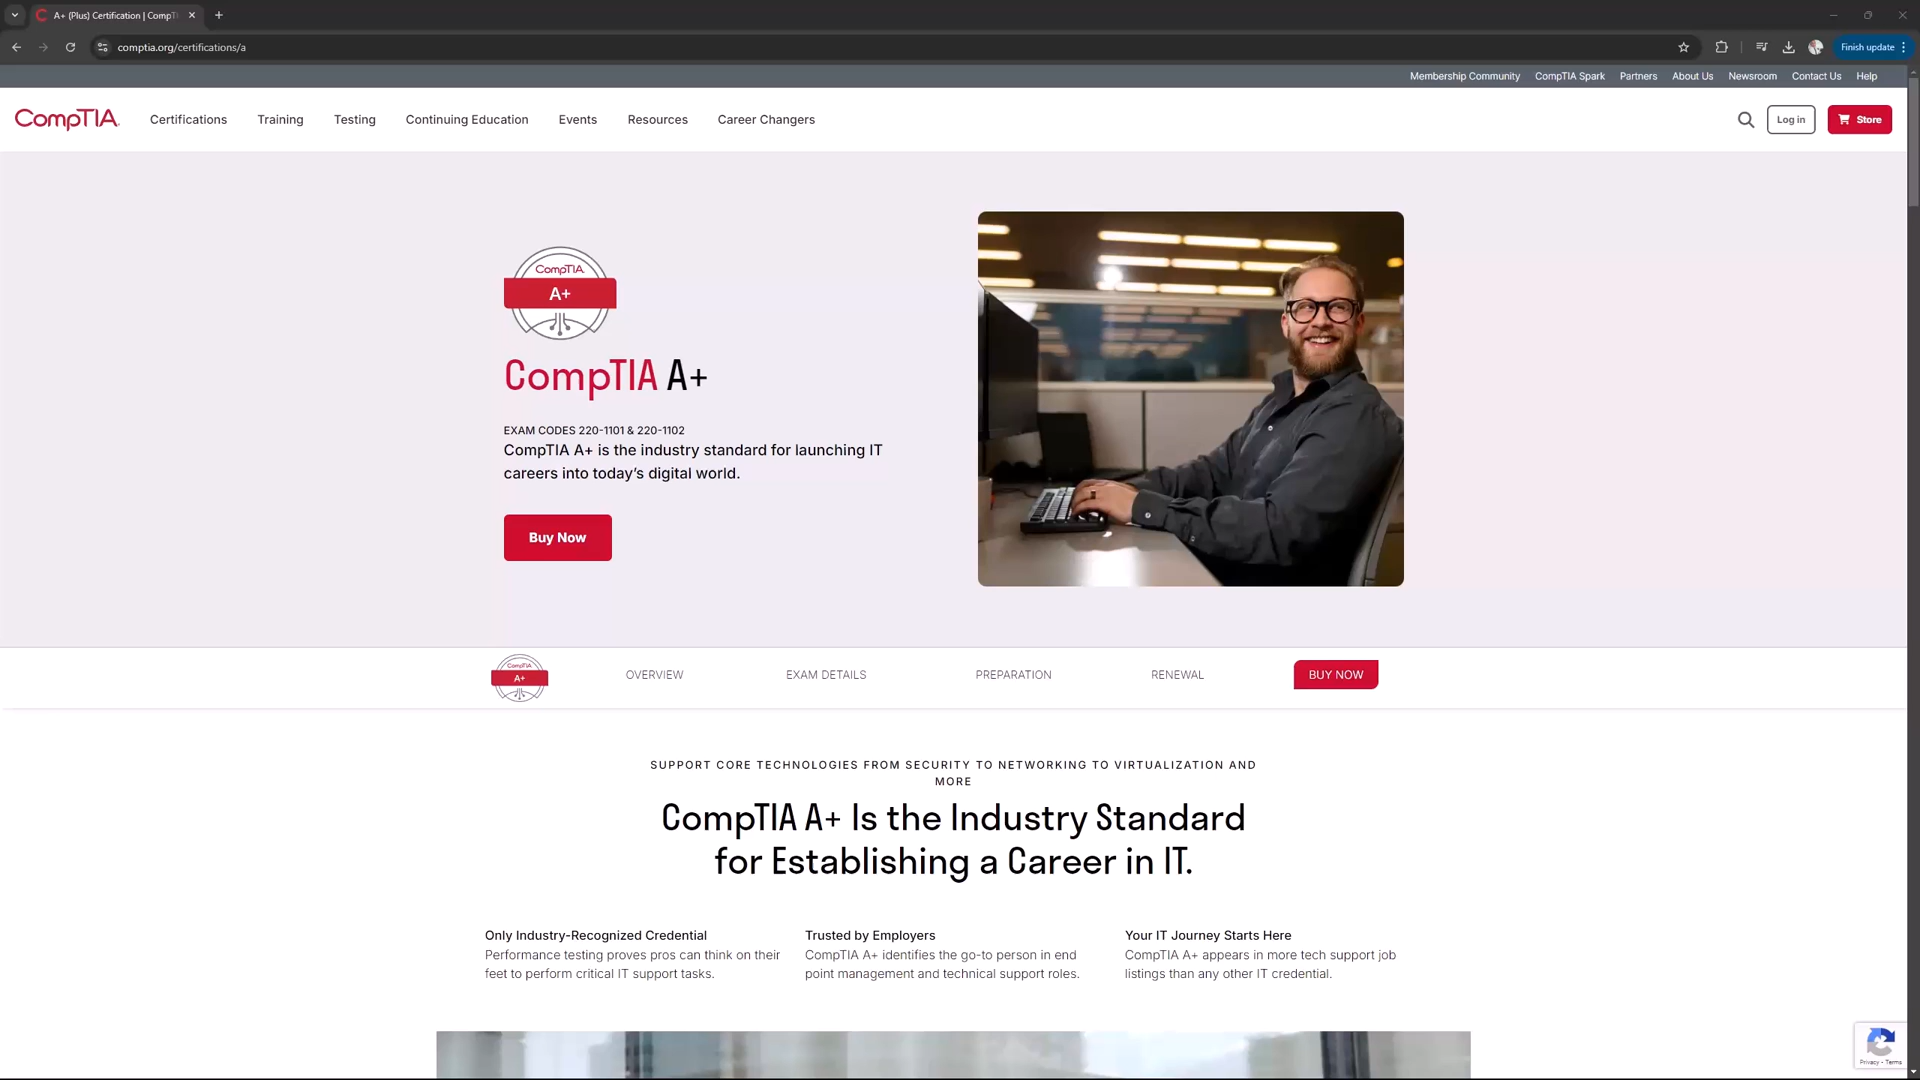 A+ (Plus) Certification | CompT
comptia.org/certifications/a
Finish update
Membership Community CompTIA Spark Partners About Us Newsroom Contact Us Help
CompTIA. Certifications Training Testing Continuing Education Events Resources Career Changers Log in Store
CompTIA
A+
CompTIA A+
EXAM CODES 220-1101 & 220-1102
CompTIA A+ is the industry standard for launching IT
careers into today’s digital world.
Buy Now
CompTIA
A+
OVERVIEW EXAM DETAILS PREPARATION RENEWAL BUY NOW
SUPPORT CORE TECHNOLOGIES FROM SECURITY TO NETWORKING TO VIRTUALIZATION AND
MORE
CompTIA A+ Is the Industry Standard
for Establishing a Career in IT.
Only Industry-Recognized Credential
Performance testing proves pros can think on their
feet to perform critical IT support tasks.
Trusted by Employers
CompTIA A+ identifies the go-to person in end
point management and technical support roles.
Your IT Journey Starts Here
CompTIA A+ appears in more tech support job
listings than any other IT credential.
Privacy - Terms